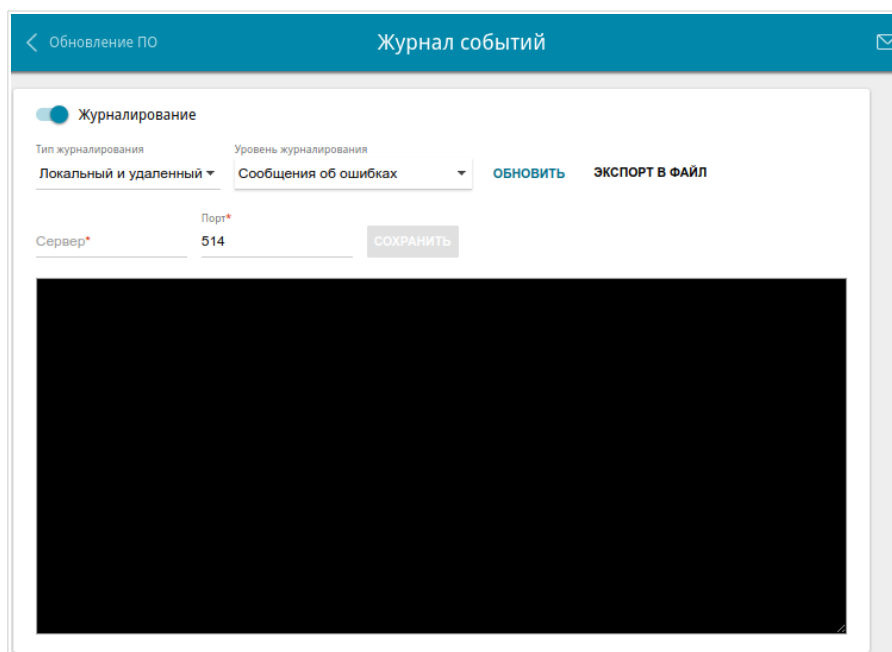 Обновление ПО
Журнал событий
Журналирование
Тип журналирования
Уровень журналирования
Локальный и удаленный
Сообщения об ошибках
ОБНОВИТЬ
ЭКСПОРТ В ФАЙЛ
Порт*
Сервер*
514
СОХРАНИТЬ